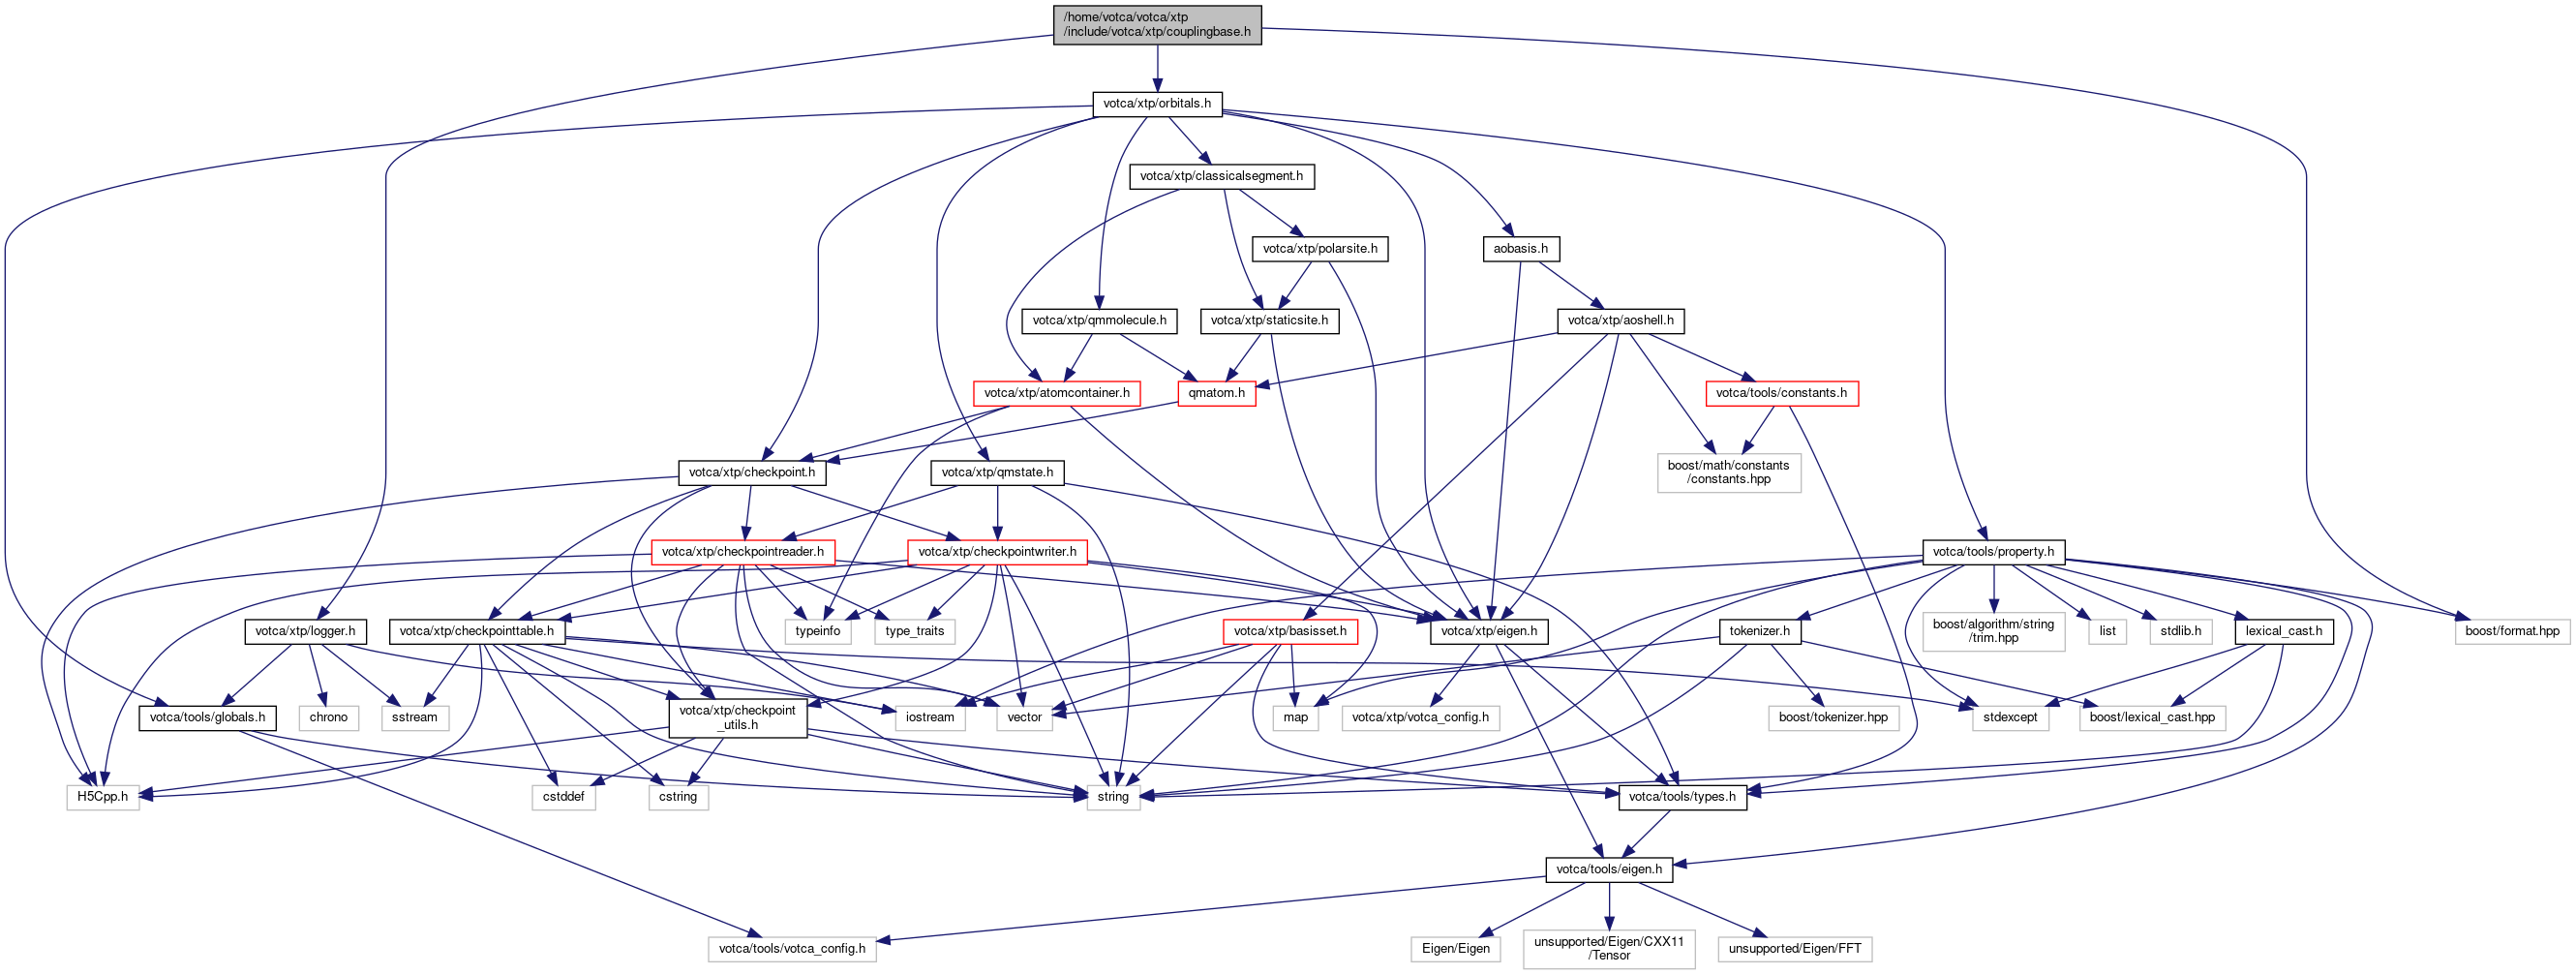 /home/votca/votca/xtp
/include/votca/xtp/couplingbase.h
votca/xtp/orbitals.h
votca/xtp/classicalsegment.h
votca/xtp/polarsite.h
aobasis.h
votca/xtp/qmmolecule.h
votca/xtp/staticsite.h
votca/xtp/aoshell.h
votca/xtp/atomcontainer.h
qmatom.h
votca/tools/constants.h
votca/xtp/checkpoint.h
votca/xtp/qmstate.h
boost/math/constants
/constants.hpp
votca/xtp/checkpointreader.h
votca/xtp/checkpointwriter.h
votca/tools/property.h
votca/xtp/logger.h
votca/xtp/checkpointtable.h
typeinfo
type_traits
votca/xtp/basisset.h
votca/xtp/eigen.h
tokenizer.h
boost/algorithm/string
/trim.hpp
list
stdlib.h
lexical_cast.h
boost/format.hpp
votca/tools/globals.h
chrono
sstream
votca/xtp/checkpoint
_utils.h
iostream
vector
map
votca/xtp/votca_config.h
boost/tokenizer.hpp
stdexcept
boost/lexical_cast.hpp
H5Cpp.h
cstddef
cstring
string
votca/tools/types.h
votca/tools/eigen.h
votca/tools/votca_config.h
Eigen/Eigen
unsupported/Eigen/CXX11
/Tensor
unsupported/Eigen/FFT